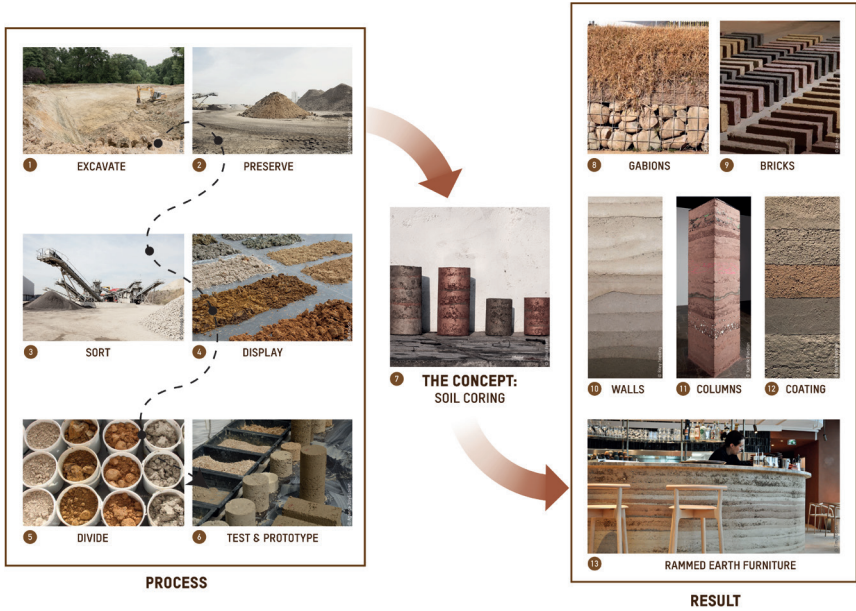 1 EXCAVATE
2 PRESERVE
3 SORT
4 DISPLAY
5 DIVIDE
6 TEST & PROTOTYPE
PROCESS
7 THE CONCEPT:
SOIL CORING
8 GABIONS
9 BRICKS
10 WALLS
11 COLUMNS
12 COATING
13 RAMMED EARTH FURNITURE
RESULT